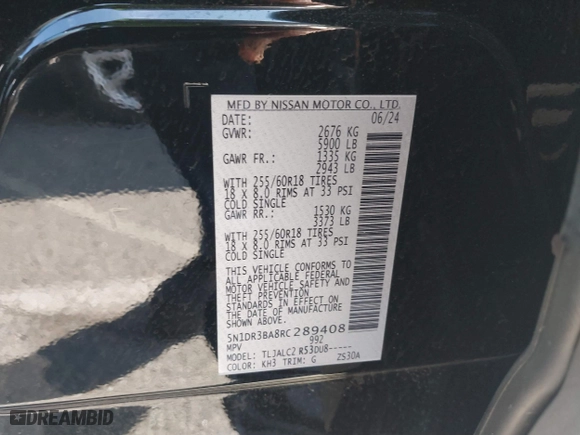 MFD BY NISSAN MOTOR CO., LTD.
DATE: 06/24
GVWR: 2676 KG
5900 LB
GAWR FR.: 1335 KG
2943 LB
WITH 255/60R18 TIRES
18 X 8.0 RIMS AT 33 PSI
COLD SINGLE
GAWR RR.: 1530 KG
3373 LB
WITH 255/60R18 TIRES
18 X 8.0 RIMS AT 33 PSI
COLD SINGLE
THIS VEHICLE CONFORMS TO
ALL APPLICABLE FEDERAL
MOTOR VEHICLE SAFETY AND
THEFT PREVENTION
STANDARDS IN EFFECT ON
THE DATE OF MANUFACTURE
5N1DR3BA8RC289408
MPV 992
MODEL: TLJALC2 R53DU8-----
COLOR: KH3 TRIM: G ZS30A
DREAMBID